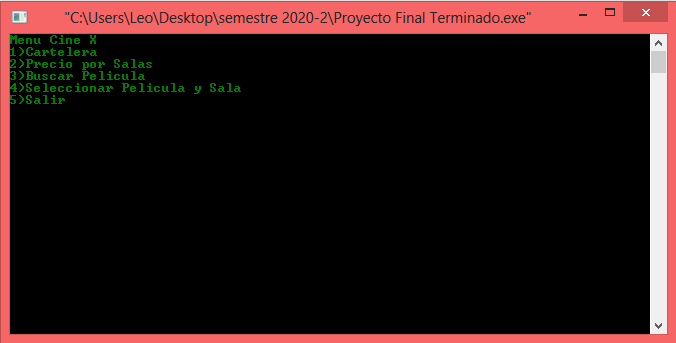 "C:\Users\Leo\Desktop\semestre 2020-2\Proyecto Final Terminado.exe"
Menu Cine X
1)Cartelera
2)Precio por Salas
3)Buscar Pelicula
4)Seleccionar Pelicula y Sala
5)Salir